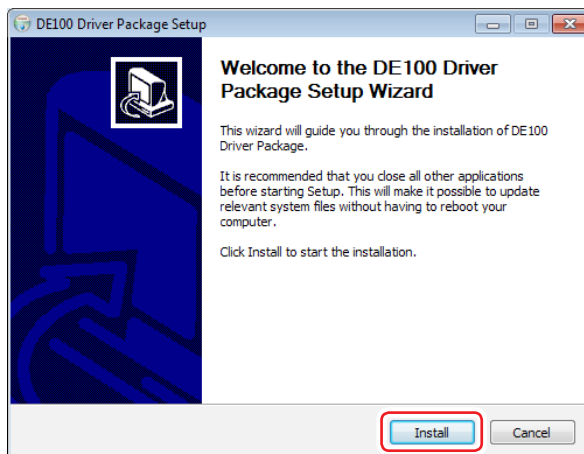 DE100 Driver Package Setup
Welcome to the DE100 Driver
Package Setup Wizard
This wizard will guide you through the installation of DE100
Driver Package.
It is recommended that you close all other applications
before starting Setup. This will make it possible to update
relevant system files without having to reboot your
computer.
Click Install to start the installation.
Install
Cancel